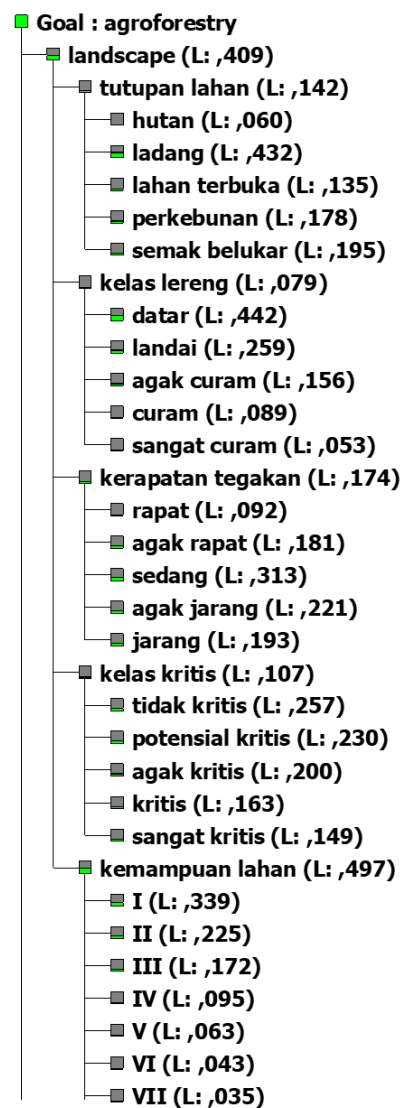 Goal : agroforestry
landscape (L: ,409)
tutupan lahan (L: ,142)
hutan (L: ,060)
ladang (L: ,432)
lahan terbuka (L: ,135)
perkebunan (L: ,178)
semak belukar (L: ,195)
kelas lereng (L: ,079)
datar (L: ,442)
landai (L: ,259)
agak curam (L: ,156)
curam (L: ,089)
sangat curam (L: ,053)
kerapatan tegakan (L: ,174)
rapat (L: ,092)
agak rapat (L: ,181)
sedang (L: ,313)
agak jarang (L: ,221)
jarang (L: ,193)
kelas kritis (L: ,107)
tidak kritis (L: ,257)
potensial kritis (L: ,230)
agak kritis (L: ,200)
kritis (L: ,163)
sangat kritis (L: ,149)
kemampuan lahan (L: ,497)
I (L: ,339)
II (L: ,225)
III (L: ,172)
IV (L: ,095)
V (L: ,063)
VI (L: ,043)
VII (L: ,035)